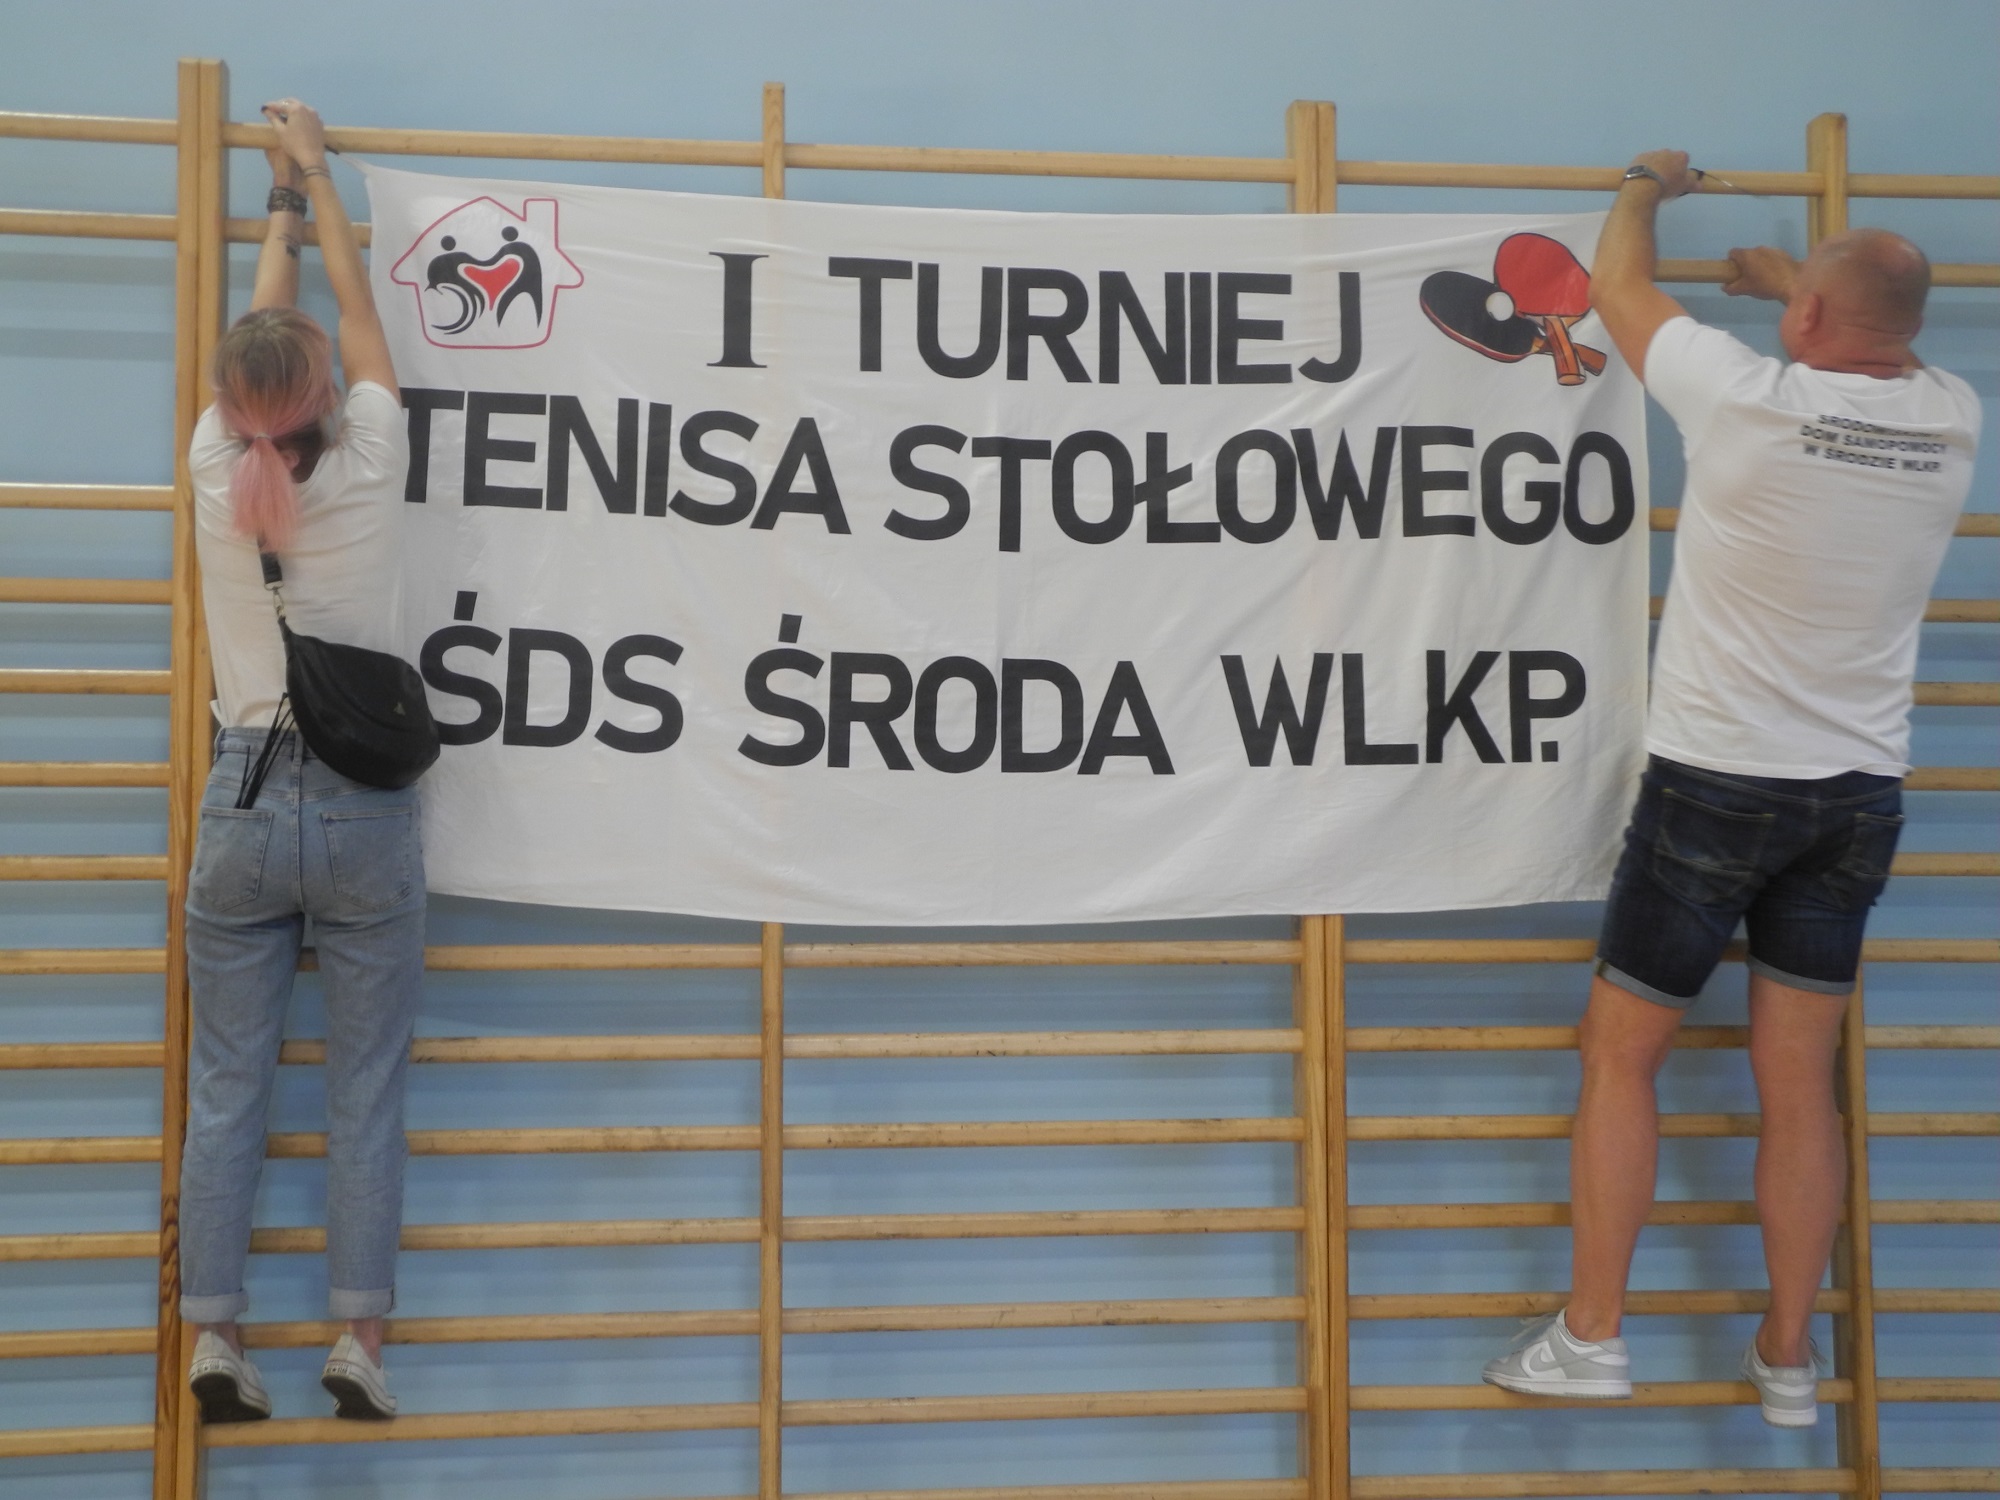 I TURNIEJ
TENISA STOŁOWEGO
ŚDS ŚRODA WLKP.
DOM SAMOPOMOCY
W ŚRODZIE WLKP.